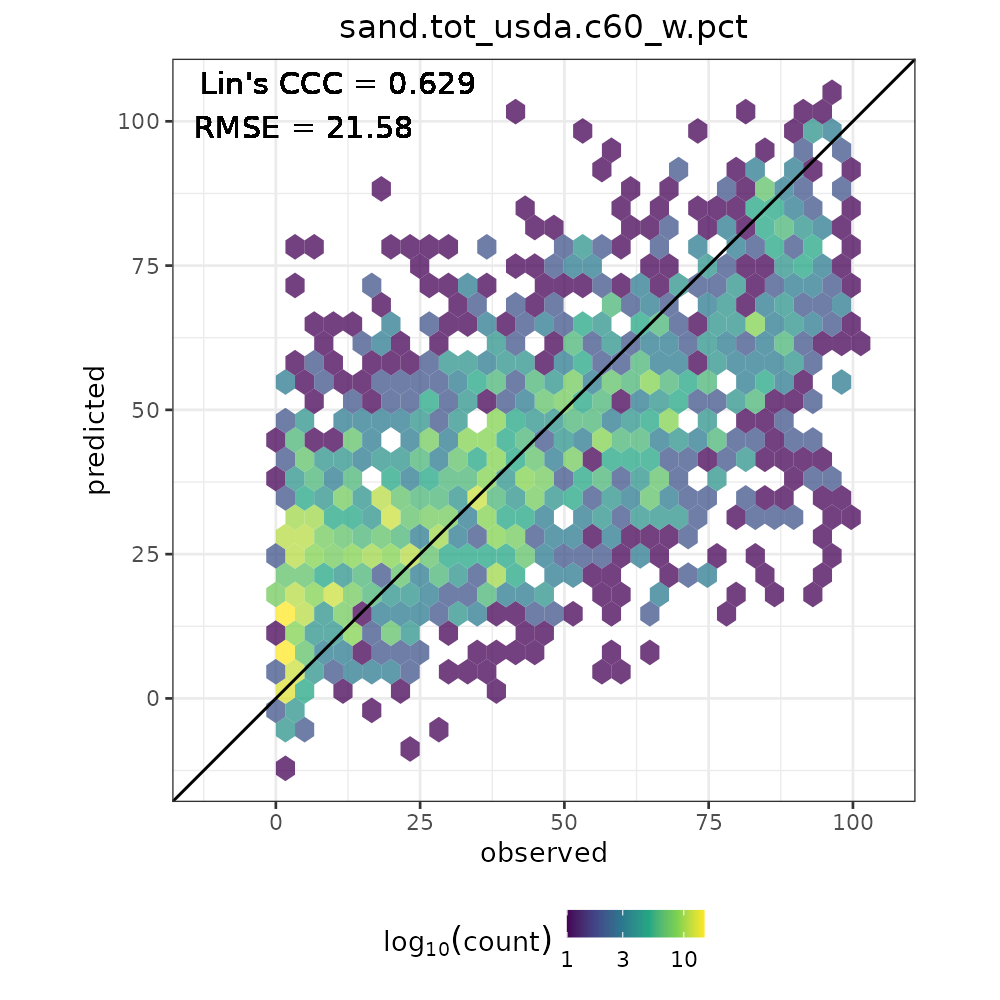 sand.tot_usda.c60_w.pct
Lin's CCC = 0.629
RMSE = 21.58
100
75
50
25
0
predicted
0 25 50 75 100
observed
log10(count)
1 3 10